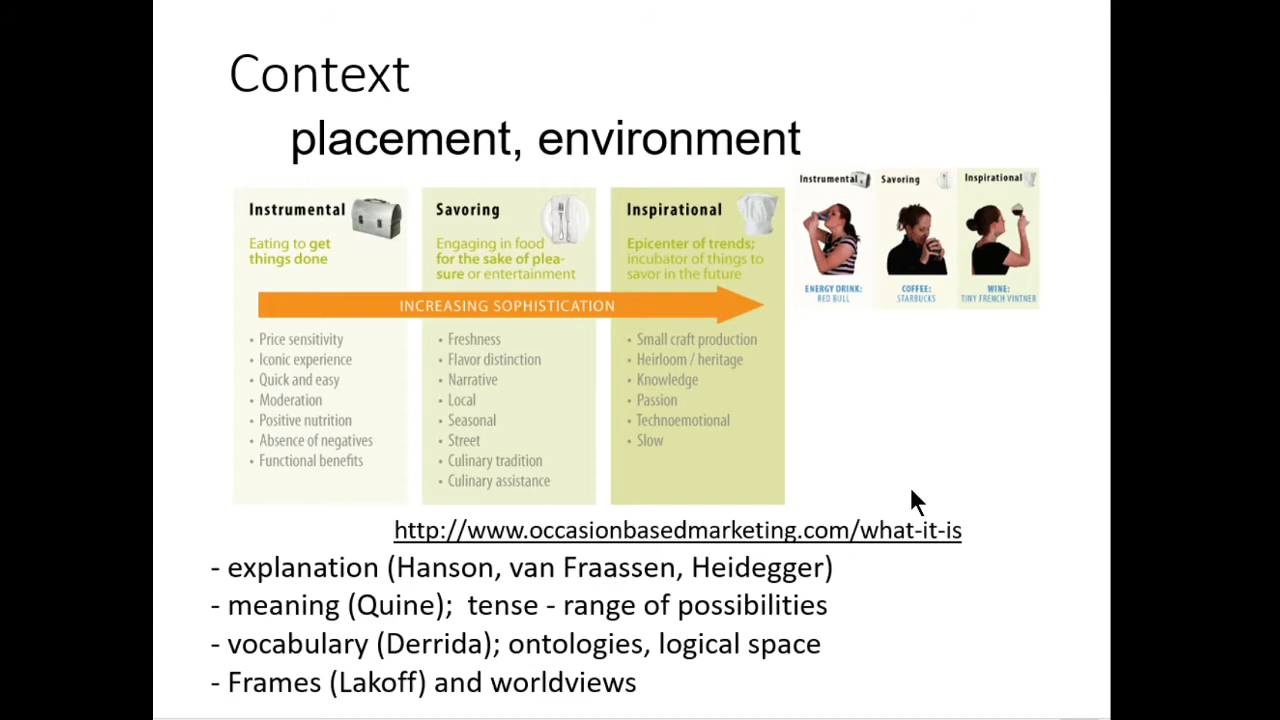 Context
placement, environment
Instrumental
Eating to get
things done
Savoring
Engaging in food
for the sake of plea-
sure or entertainment
Inspirational
Epicenter of trends;
incubator of things to
savor in the future
INCREASING SOPHISTICATION
• Price sensitivity
• Iconic experience
• Quick and easy
• Moderation
• Positive nutrition
• Absence of negatives
• Functional benefits
• Freshness
• Flavor distinction
• Narrative
• Local
• Seasonal
• Street
• Culinary tradition
• Culinary assistance
• Small craft production
• Heirloom / heritage
• Knowledge
• Passion
• Technoemotional
• Slow
Instrumental
ENERGY DRINK:
RED BULL
Savoring
COFFEE:
STARBUCKS
Inspirational
WINE:
TINY FRENCH VINTNER
http://www.occasionbasedmarketing.com/what-it-is
- explanation (Hanson, van Fraassen, Heidegger)
- meaning (Quine); tense - range of possibilities
- vocabulary (Derrida); ontologies, logical space
- Frames (Lakoff) and worldviews